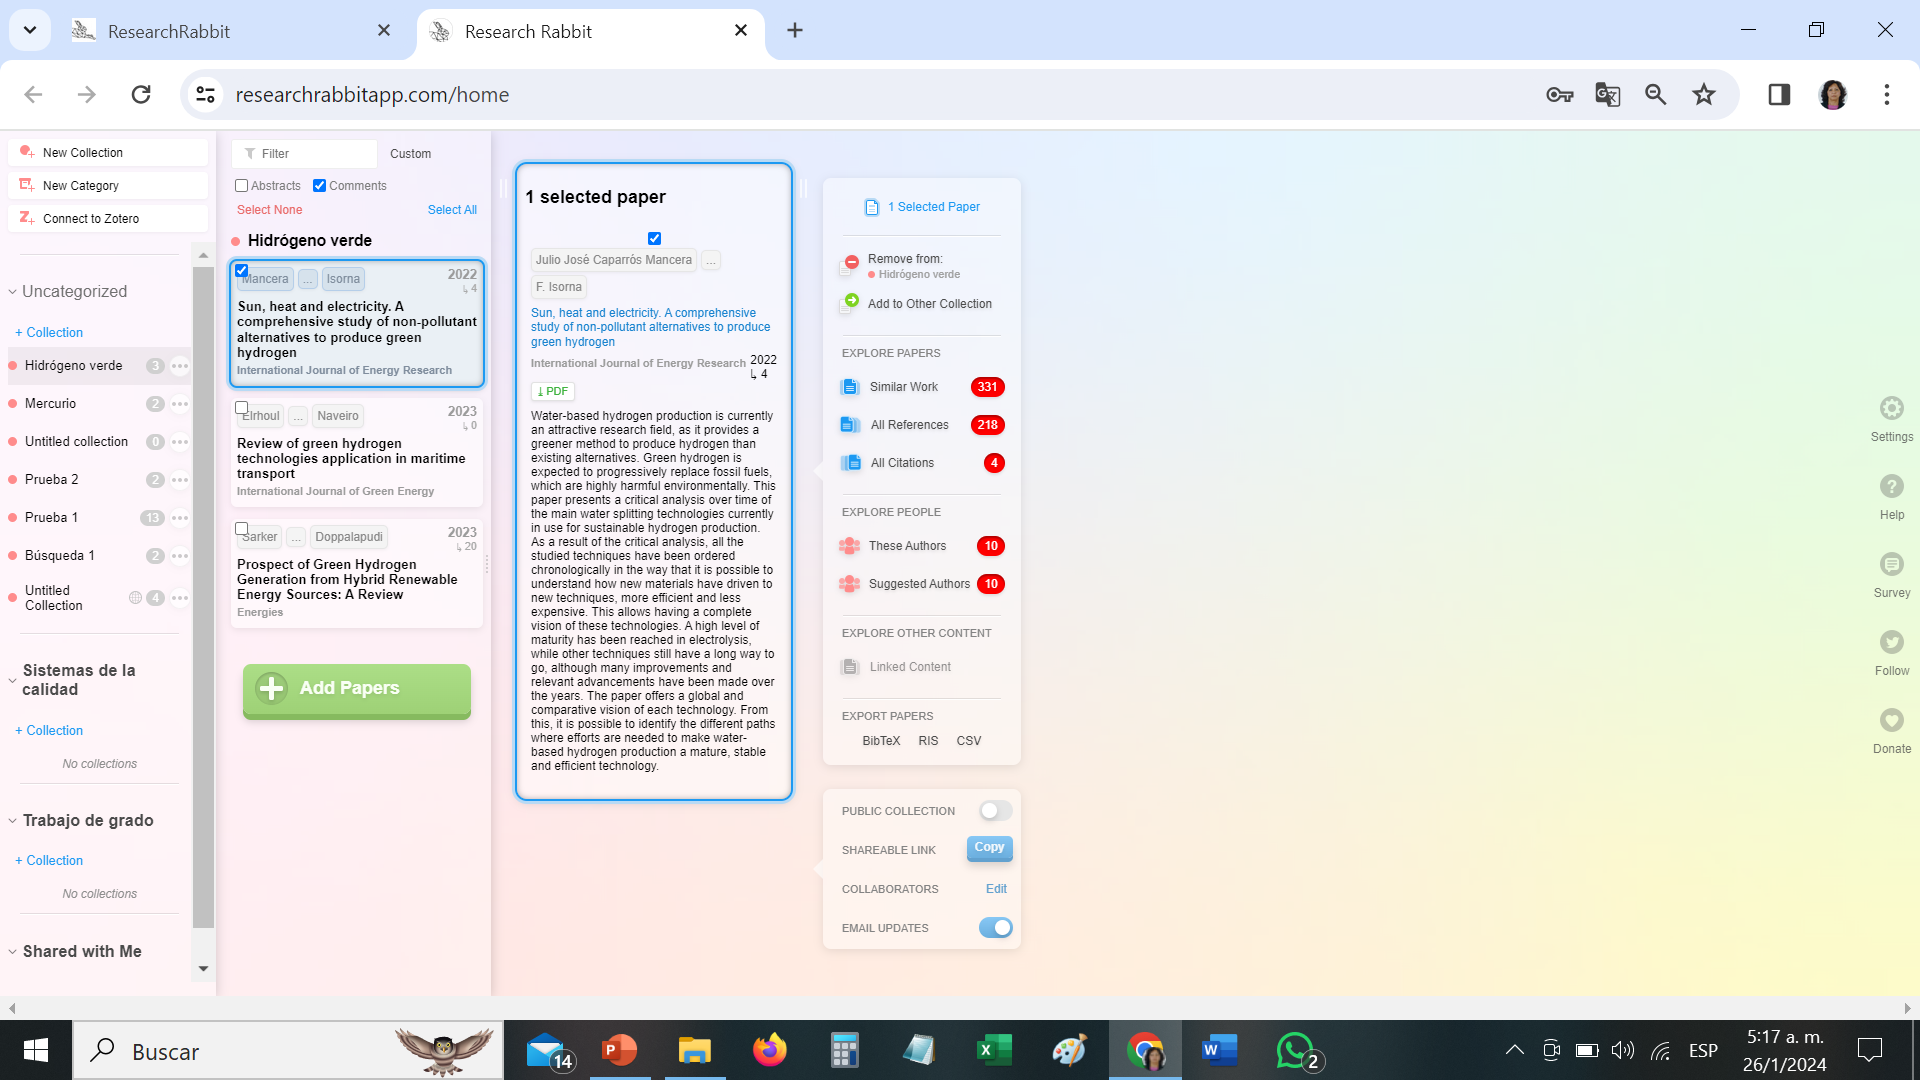 ResearchRabbit
Research Rabbit
researchrabbitapp.com/home
New Collection
New Category
Connect to Zotero
Uncategorized
+ Collection
Hidrógeno verde 3
Mercurio 2
Untitled collection 0
Prueba 2 2
Prueba 1 13
Búsqueda 1 2
Untitled
Collection 4
Sistemas de la
calidad
+ Collection
No collections
Trabajo de grado
+ Collection
No collections
Shared with Me
Filter Custom
Abstracts Comments
Select None Select All
Hidrógeno verde
Mancera ... Isorna 2022
4
Sun, heat and electricity. A
comprehensive study of non-pollutant
alternatives to produce green
hydrogen
International Journal of Energy Research
Elrhoul ... Naveiro 2023
0
Review of green hydrogen
technologies application in maritime
transport
International Journal of Green Energy
Sarker ... Doppalapudi 2023
20
Prospect of Green Hydrogen
Generation from Hybrid Renewable
Energy Sources: A Review
Energies
Add Papers
1 selected paper
Julio José Caparrós Mancera ...
F. Isorna
Sun, heat and electricity. A comprehensive
study of non-pollutant alternatives to produce
green hydrogen
International Journal of Energy Research 2022
4
PDF
Water-based hydrogen production is currently
an attractive research field, as it provides a
greener method to produce hydrogen than
existing alternatives. Green hydrogen is
expected to progressively replace fossil fuels,
which are highly harmful environmentally. This
paper presents a critical analysis over time of
the main water splitting technologies currently
in use for sustainable hydrogen production.
As a result of the critical analysis, all the
studied techniques have been ordered
chronologically in the way that it is possible to
understand how new materials have driven to
new techniques, more efficient and less
expensive. This allows having a complete
vision of these technologies. A high level of
maturity has been reached in electrolysis,
while other techniques still have a long way to
go, although many improvements and
relevant advancements have been made over
the years. The paper offers a global and
comparative vision of each technology. From
this, it is possible to identify the different paths
where efforts are needed to make water-
based hydrogen production a mature, stable
and efficient technology.
1 Selected Paper
Remove from:
Hidrógeno verde
Add to Other Collection
EXPLORE PAPERS
Similar Work 331
All References 218
All Citations 4
EXPLORE PEOPLE
These Authors 10
Suggested Authors 10
EXPLORE OTHER CONTENT
Linked Content
EXPORT PAPERS
BibTeX RIS CSV
PUBLIC COLLECTION
SHAREABLE LINK Copy
COLLABORATORS Edit
EMAIL UPDATES
Settings
Help
Survey
Follow
Donate
Buscar
14
2
ESP
5:17 a. m.
26/1/2024